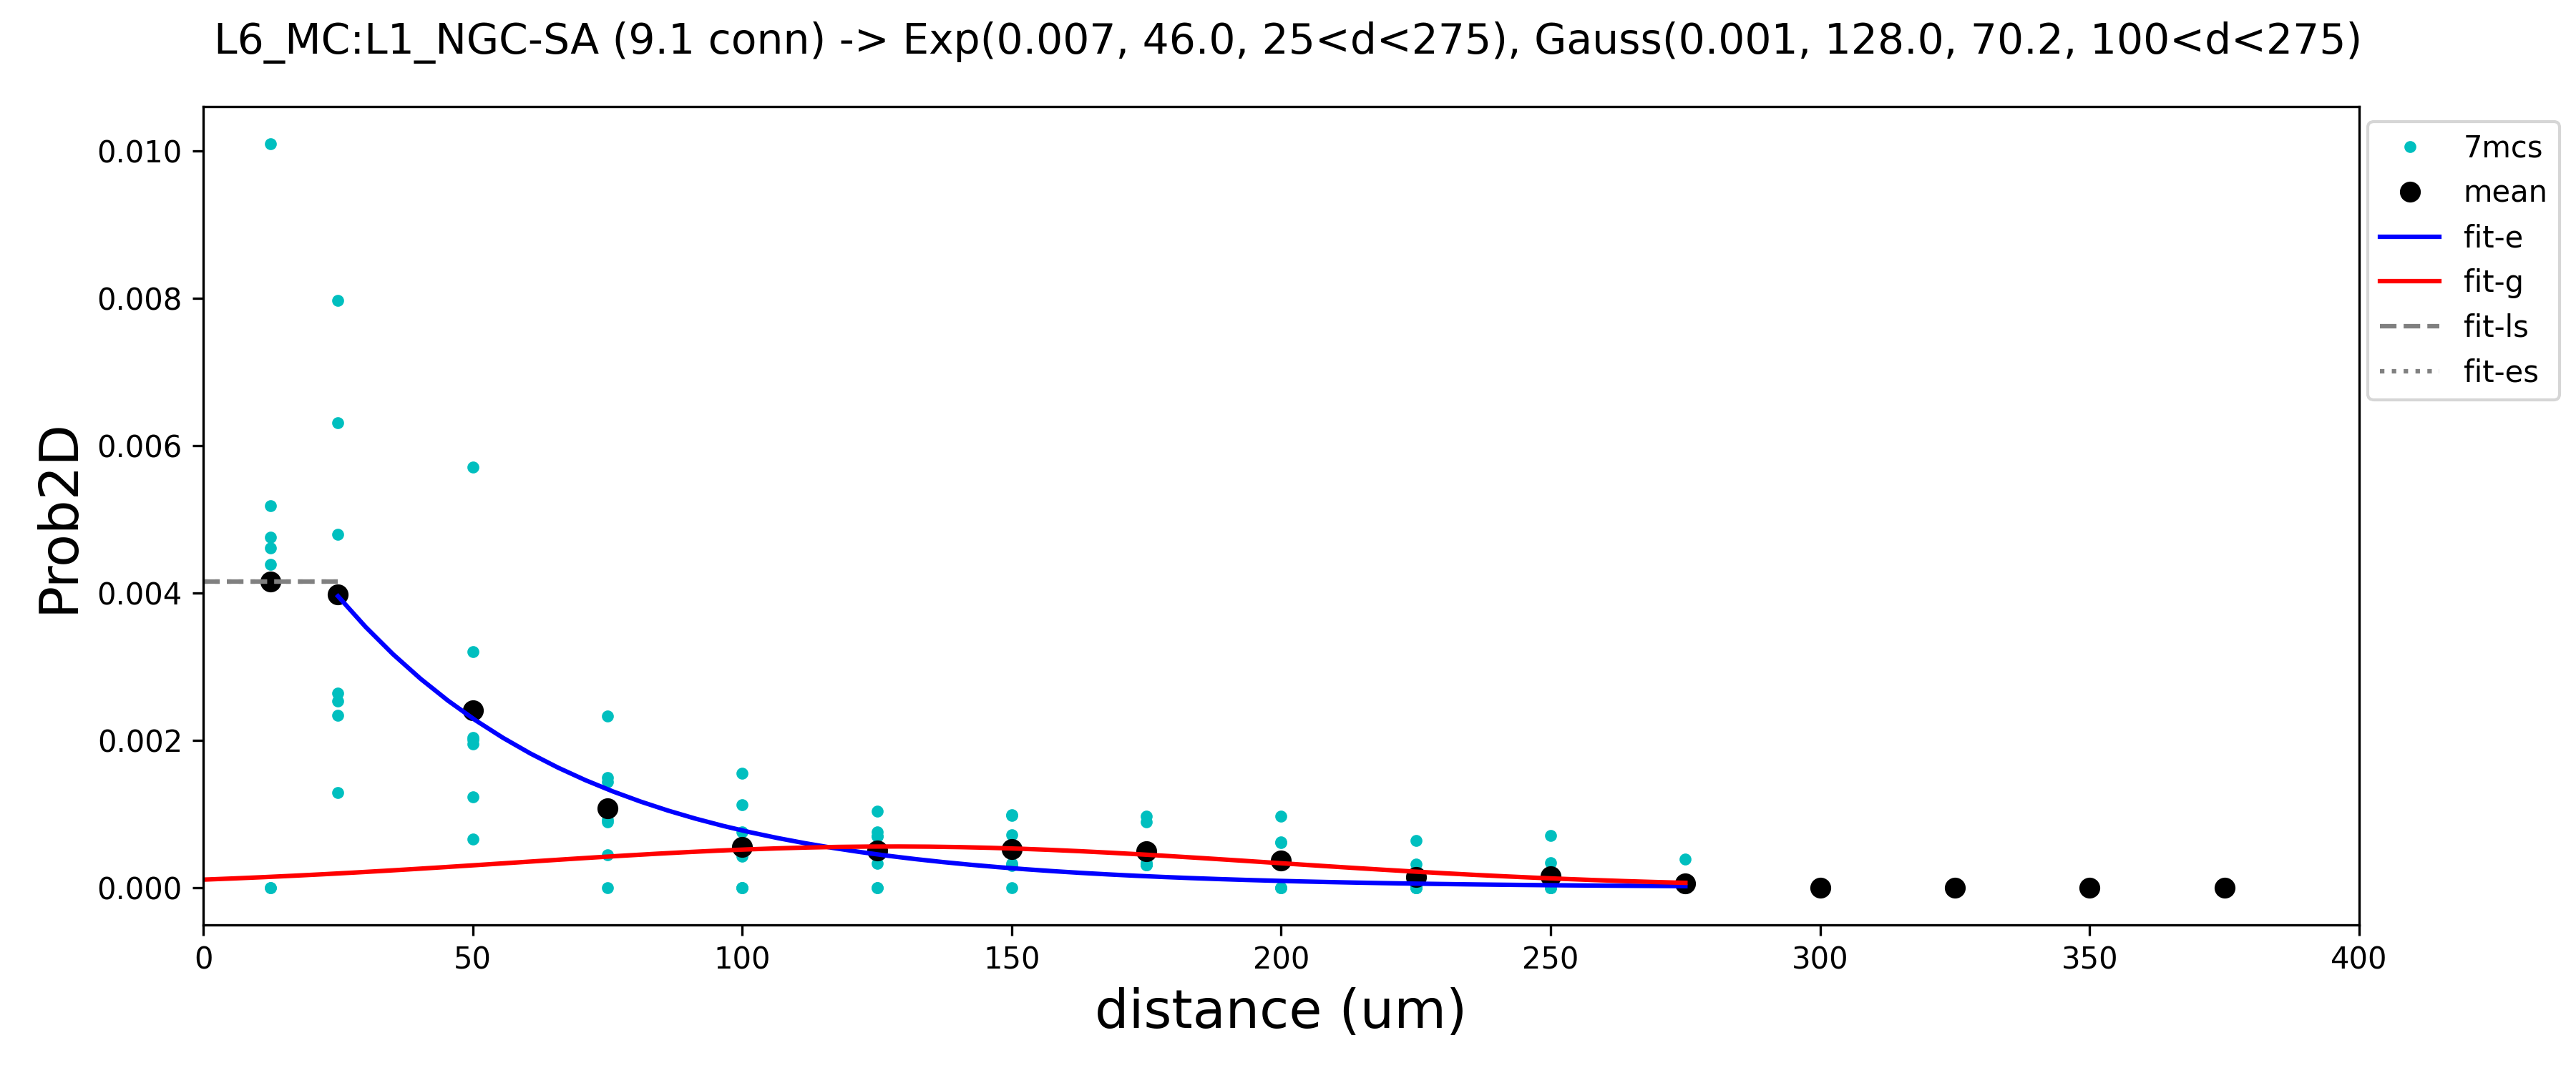 L6_MC:L1_NGC-SA (9.1 conn) -> Exp(0.007, 46.0, 25<d<275), Gauss(0.001, 128.0, 70.2, 100<d<275)
0.010
0.008
0.006
0.004
0.002
0.000
Prob2D
0 50 100 150 200 250 300 350 400
distance (um)
7mcs
mean
fit-e
fit-g
fit-ls
fit-es